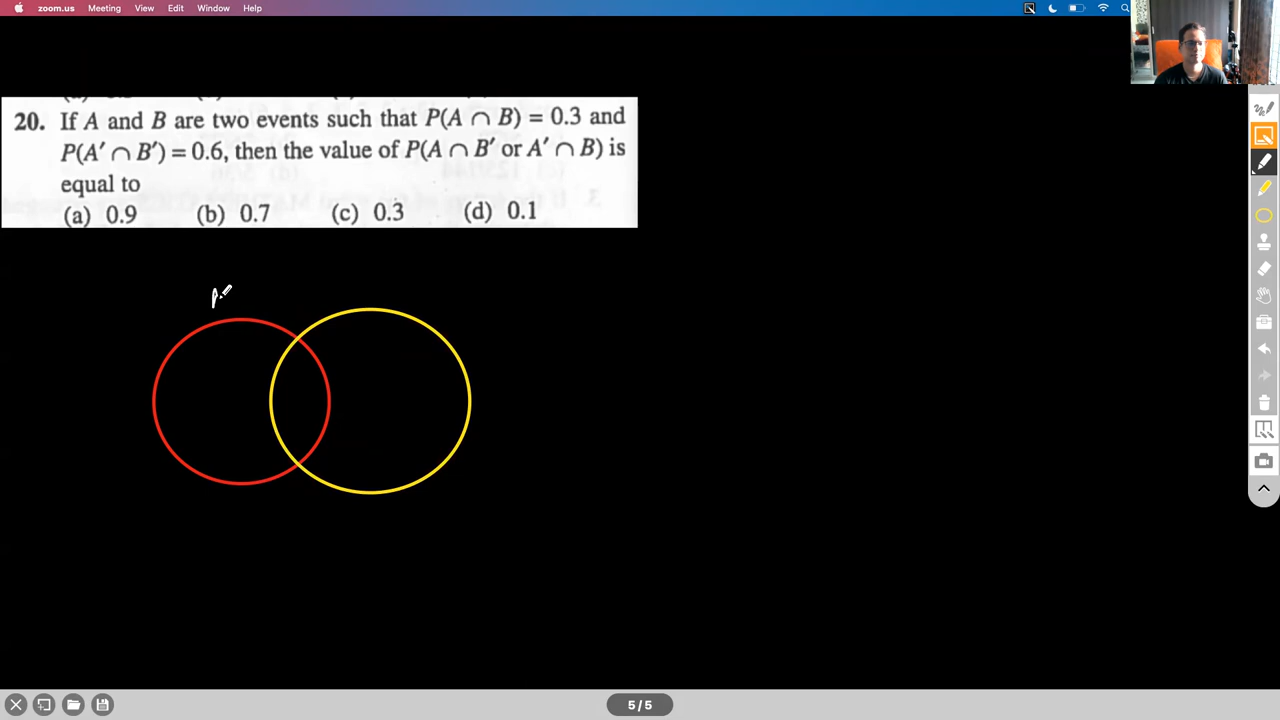 zoom.us Meeting View Edit Window Help
20. If A and B are two events such that P(A ∩ B) = 0.3 and
P(A′ ∩ B′) = 0.6, then the value of P(A ∩ B′ or A′ ∩ B) is
equal to
(a) 0.9 (b) 0.7 (c) 0.3 (d) 0.1
5/5